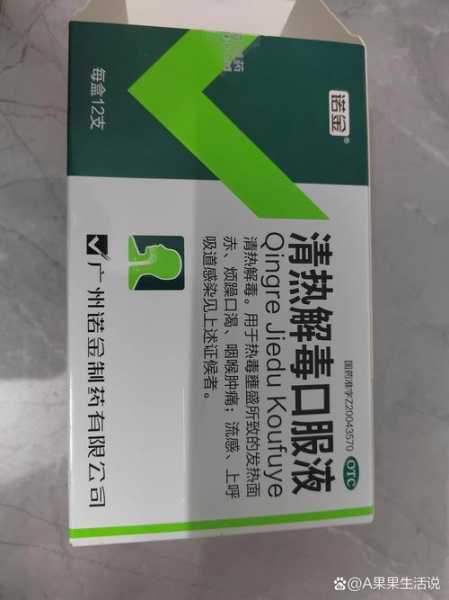 诺金®
每盒12支
国药准字Z20043570
OTC
清热解毒口服液
Qingre Jiedu Koufuye
清热解毒。用于热毒壅盛所致的发热面
赤、烦躁口渴、咽喉肿痛；流感、上呼
吸道感染见上述证候者。
广州诺金制药有限公司
@A果果生活说